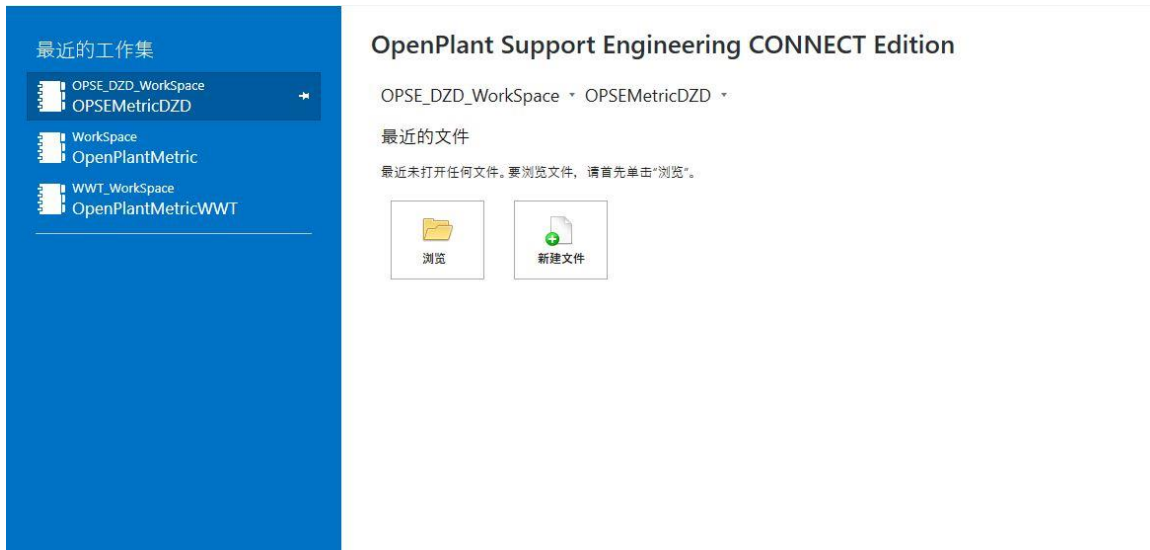 最近的工作集
OPSE_DZD_WorkSpace
OPSEMetricDZD
WorkSpace
OpenPlantMetric
WWT_WorkSpace
OpenPlantMetricWWT
OpenPlant Support Engineering CONNECT Edition
OPSE_DZD_WorkSpace OPSEMetricDZD
最近的文件
最近未打开任何文件。要浏览文件，请首先单击“浏览”。
浏览
新建文件